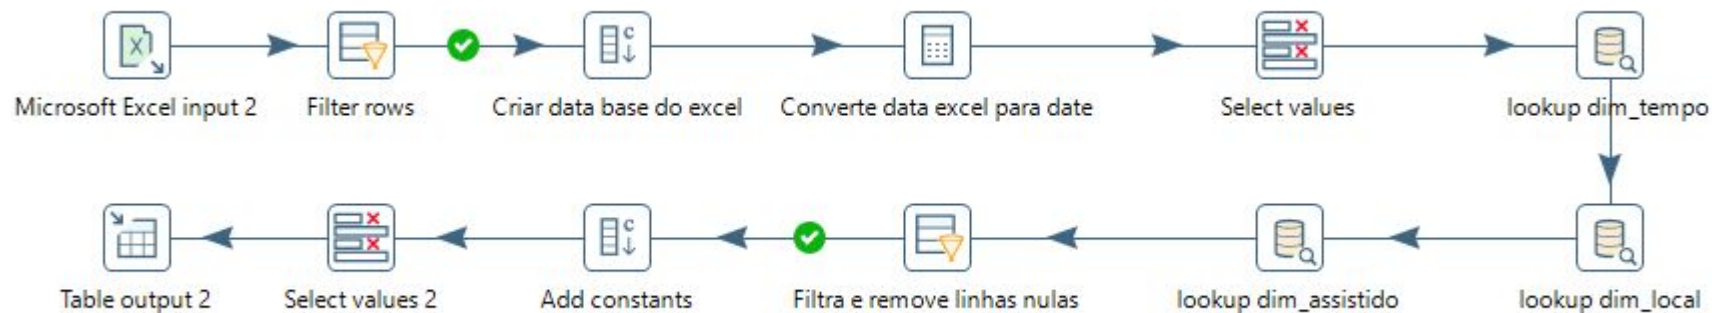 Microsoft Excel input 2
Filter rows
Criar data base do excel
Converte data excel para date
Select values
lookup dim_tempo
Table output 2
Select values 2
Add constants
Filtra e remove linhas nulas
lookup dim_assistido
lookup dim_local